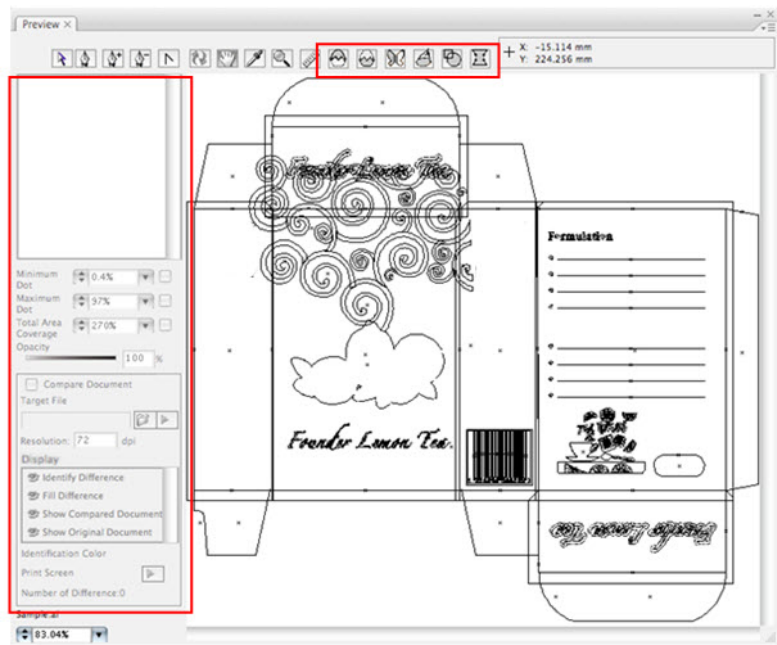 Preview ×
X: -15.114 mm
Y: 224.256 mm
Founder Lemon Tea
Formulation
Minimum
Dot
0.4%
Maximum
Dot
97%
Total Area
Coverage
270%
Opacity
100 %
Compare Document
Target File
Resolution: 72 dpi
Display
Identify Difference
Fill Difference
Show Compared Document
Show Original Document
Identification Color
Print Screen
Number of Difference:0
Founder Lemon Tea.
Founder Lemon Tea
Sample.ai
83.04%